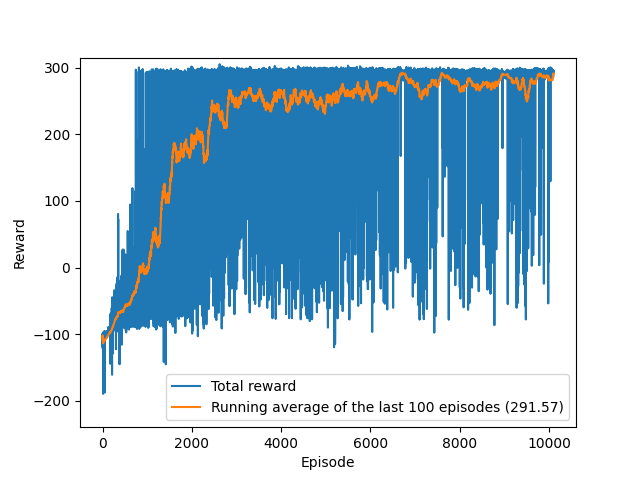 300
200
100
0
−100
−200
Reward
Total reward
Running average of the last 100 episodes (291.57)
0 2000 4000 6000 8000 10000
Episode